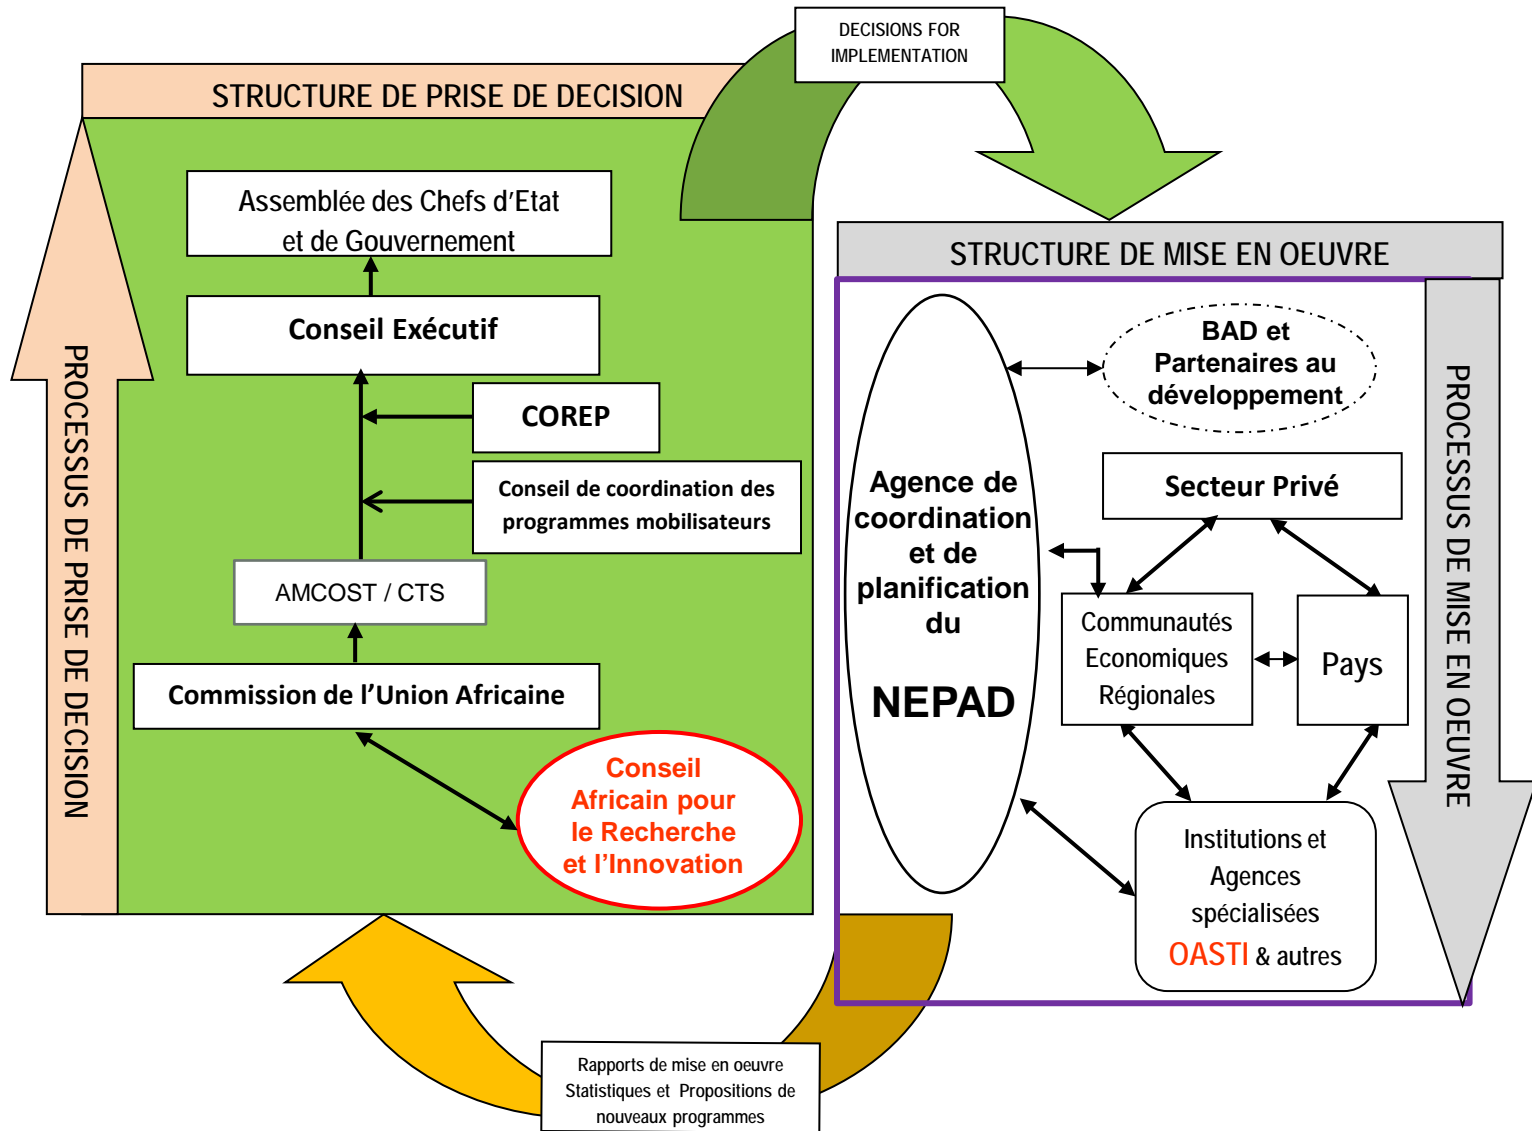 DECISIONS FOR
IMPLEMENTATION
STRUCTURE DE PRISE DE DECISION
PROCESSUS DE PRISE DE DECISION
Assemblée des Chefs d'Etat
et de Gouvernement
Conseil Exécutif
COREP
Conseil de coordination des
programmes mobilisateurs
AMCOST / CTS
Commission de l'Union Africaine
Conseil
Africain pour
le Recherche
et l'Innovation
STRUCTURE DE MISE EN OEUVRE
PROCESSUS DE MISE EN OEUVRE
BAD et
Partenaires au
développement
Agence de
coordination
et de
planification
du
NEPAD
Secteur Privé
Communautés
Economiques
Régionales
Pays
Institutions et
Agences
spécialisées
OASTI & autres
Rapports de mise en oeuvre
Statistiques et Propositions de
nouveaux programmes